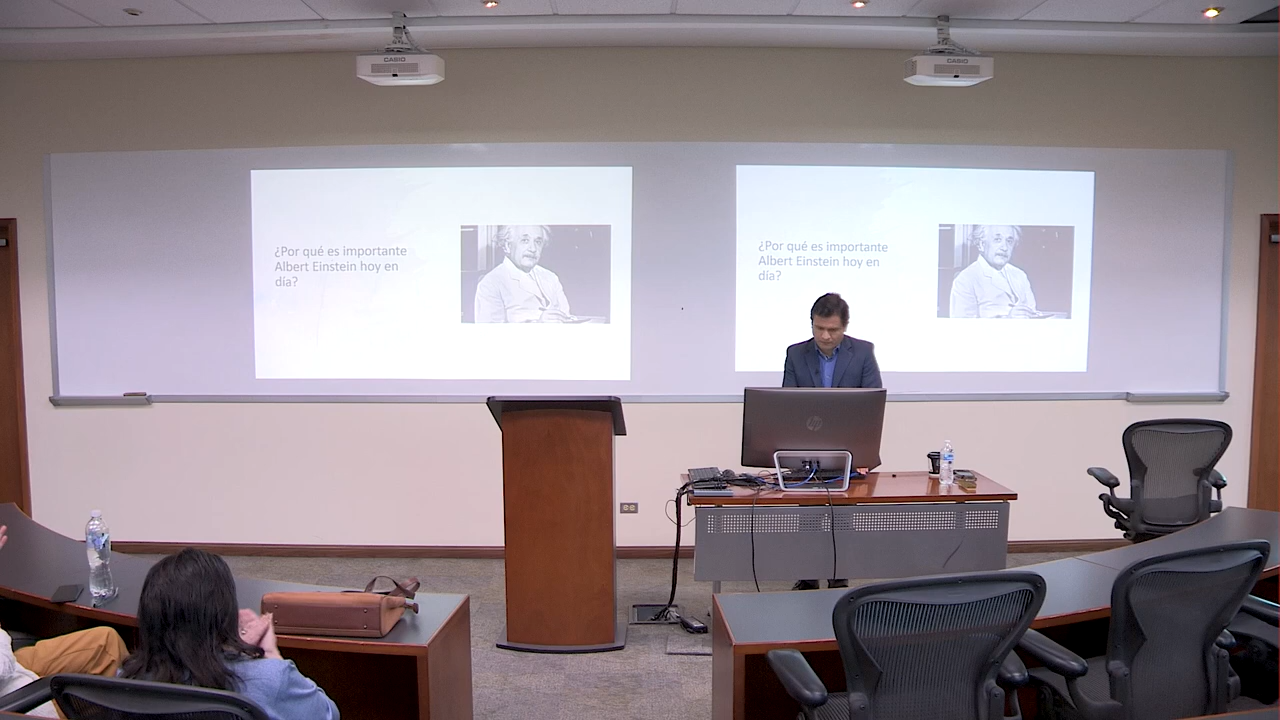 CASIO
CASIO
¿Por qué es importante
Albert Einstein hoy en
día?
¿Por qué es importante
Albert Einstein hoy en
día?
hp